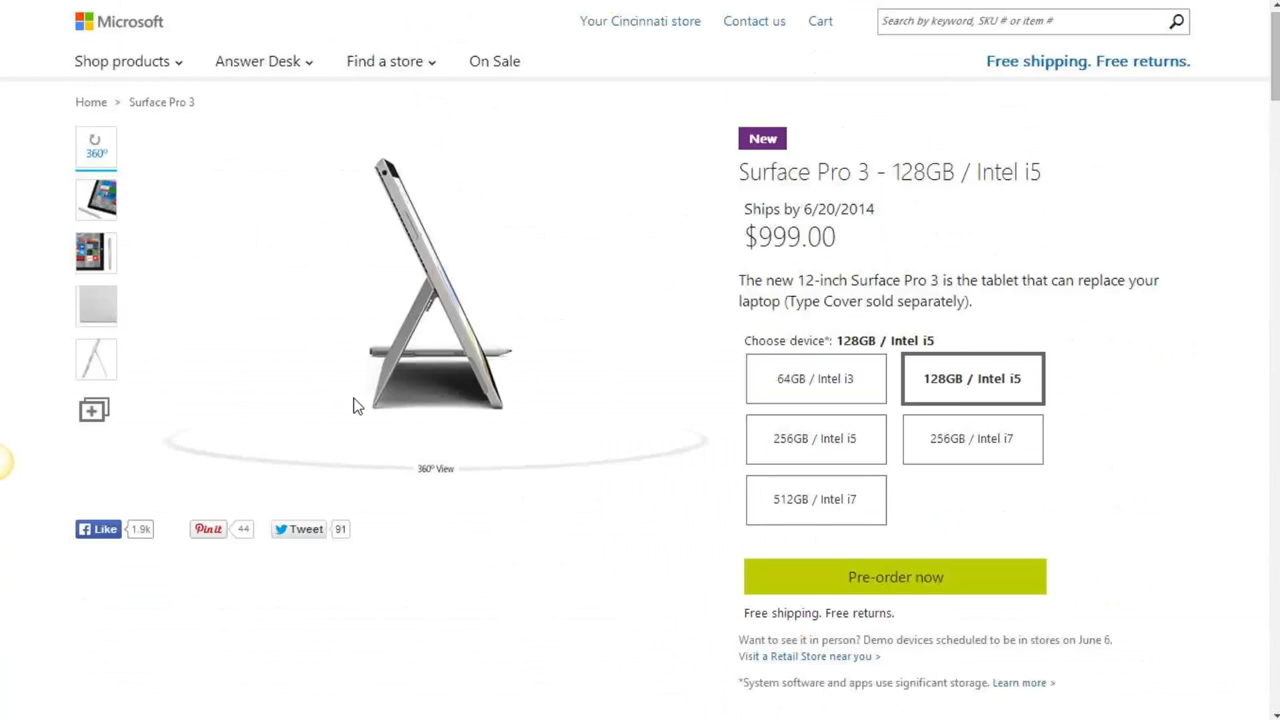 Microsoft
Your Cincinnati store Contact us Cart Search by keyword, SKU # or item #
Shop products Answer Desk Find a store On Sale Free shipping. Free returns.
Home > Surface Pro 3
360º
New
Surface Pro 3 - 128GB / Intel i5
Ships by 6/20/2014
$999.00
The new 12-inch Surface Pro 3 is the tablet that can replace your
laptop (Type Cover sold separately).
Choose device*: 128GB / Intel i5
64GB / Intel i3 128GB / Intel i5
256GB / Intel i5 256GB / Intel i7
512GB / Intel i7
360º View
Like 1.9k Pin it 44 Tweet 91
Pre-order now
Free shipping. Free returns.
Want to see it in person? Demo devices scheduled to be in stores on June 6.
Visit a Retail Store near you >
*System software and apps use significant storage. Learn more >